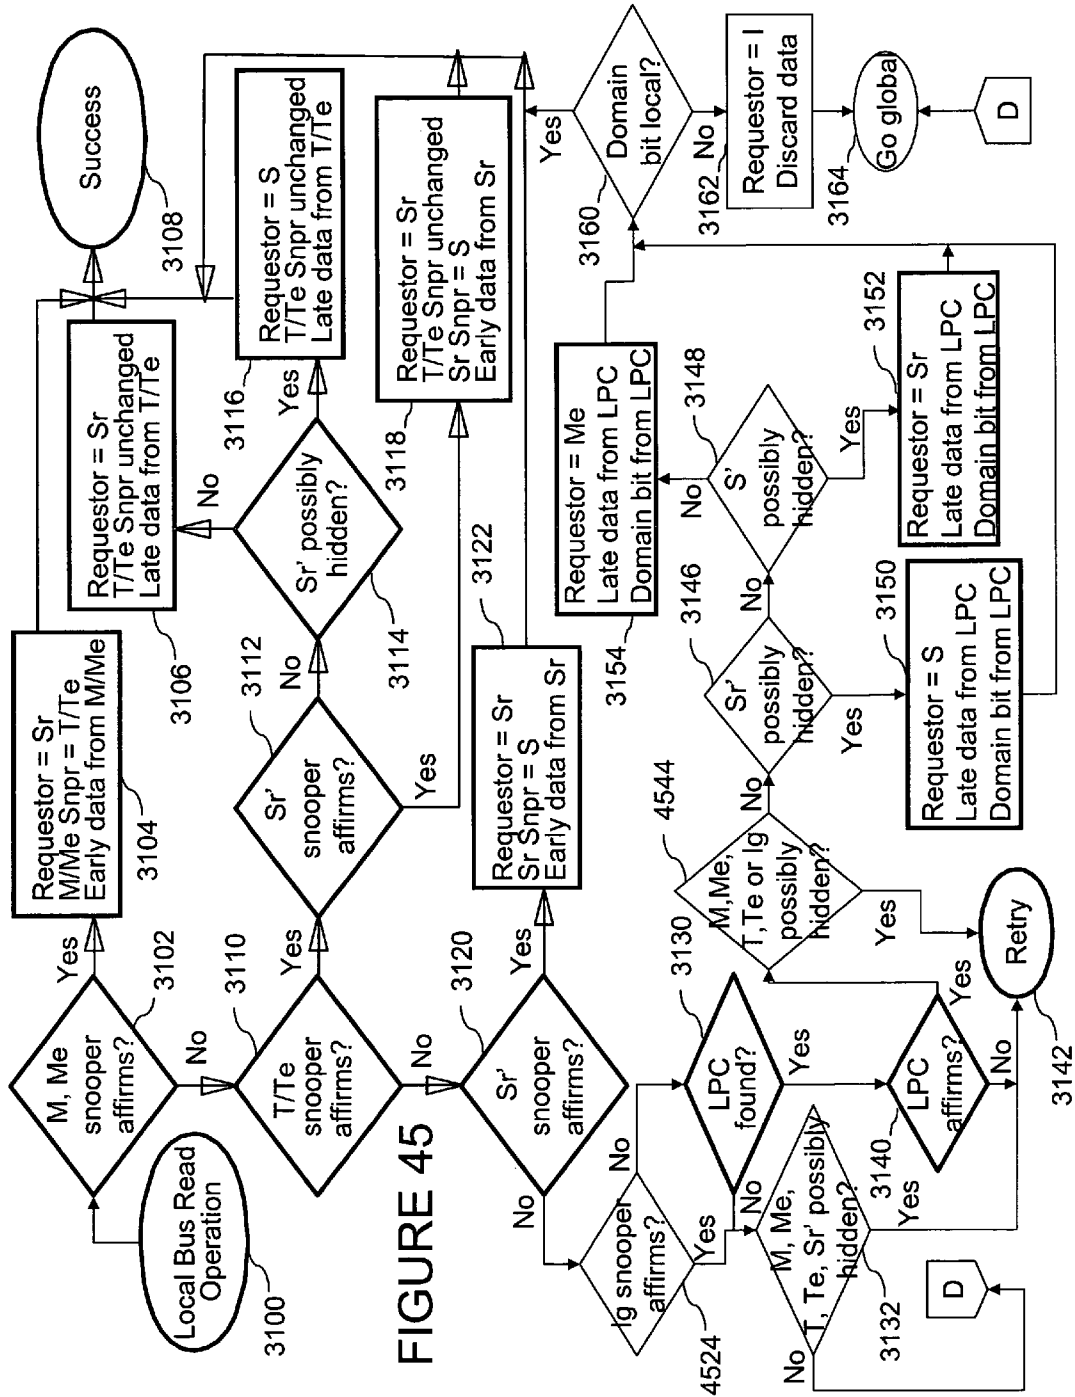 Local Bus Read
Operation
3100
M, Me
snooper
affirms?
3102
Yes
No
Requestor = Sr
M/Me Snpr = T/Te
Early data from M/Me
3104
Success
3108
T/Te
snooper
affirms?
3110
Yes
No
Sr'
snooper
affirms?
3112
No
Yes
Sr' possibly
hidden?
3114
No
Yes
Requestor = Sr
T/Te Snpr unchanged
Late data from T/Te
3106
Requestor = S
T/Te Snpr unchanged
Late data from T/Te
3116
Requestor = Sr
T/Te Snpr unchanged
Sr Snpr = S
Early data from Sr
3118
Sr'
snooper
affirms?
3120
Yes
No
Requestor = Sr
Sr Snpr = S
Early data from Sr
3122
Ig snooper
affirms?
4524
No
Yes
LPC
found?
3130
Yes
No
M, Me,
T, Te, Sr' possibly
hidden?
3132
Yes
No
D
LPC
affirms?
3140
Yes
No
Retry
3142
M,Me,
T,Te or Ig
possibly
hidden?
4544
No
Yes
Sr'
possibly
hidden?
3146
No
Yes
S'
possibly
hidden?
3148
No
Yes
Requestor = S
Late data from LPC
Domain bit from LPC
3150
Requestor = Sr
Late data from LPC
Domain bit from LPC
3152
Requestor = Me
Late data from LPC
Domain bit from LPC
3154
Domain
bit local?
3160
Yes
No
Requestor = I
Discard data
3162
Go global
3164
D
FIGURE 45